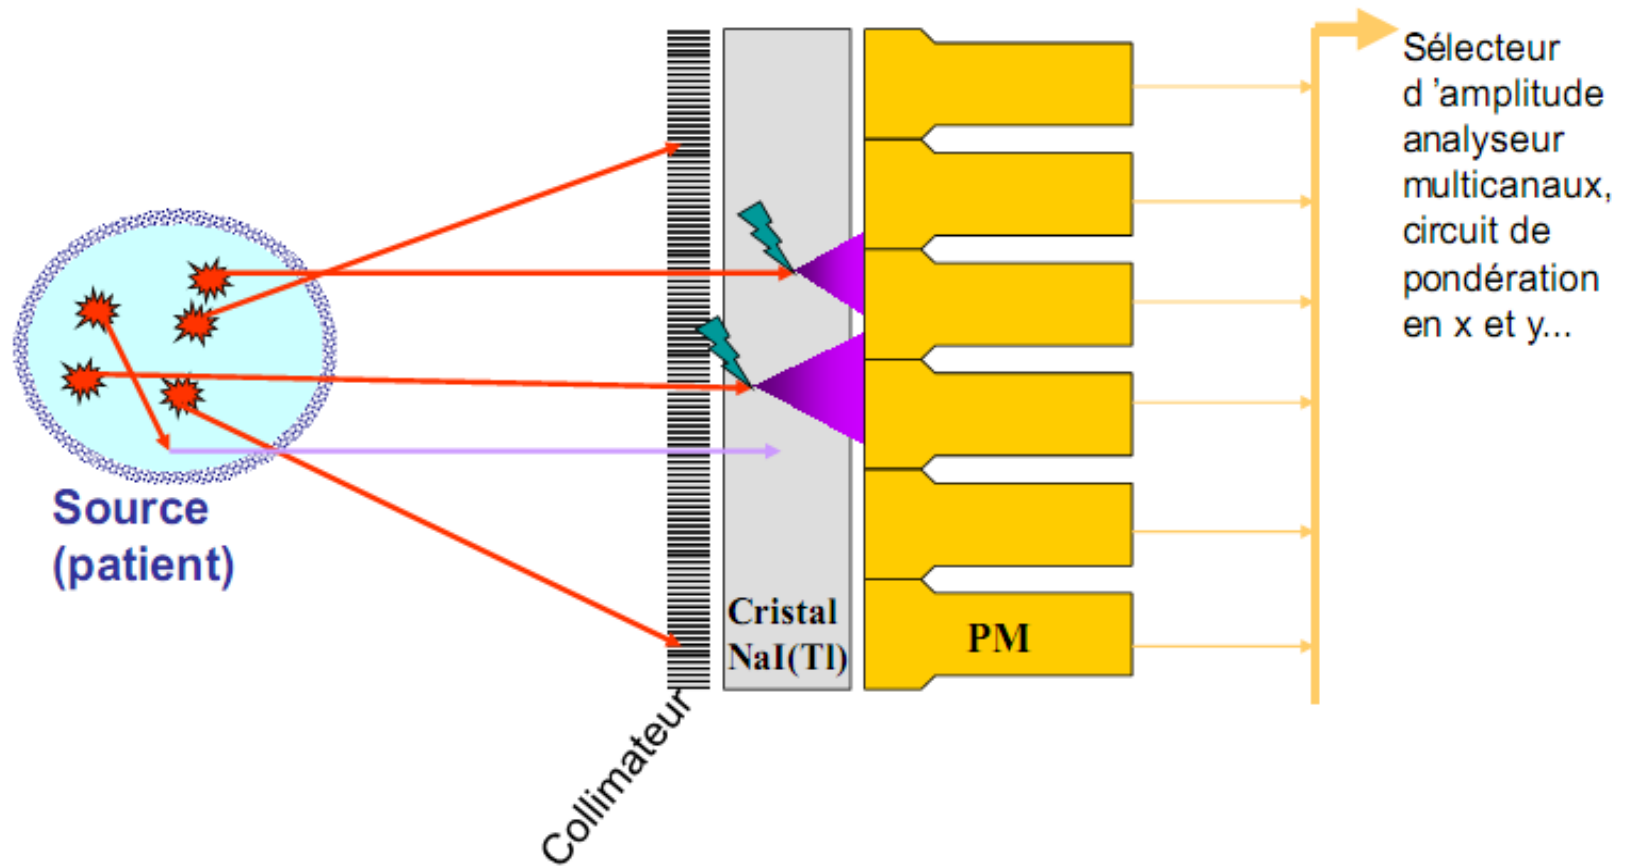 Sélecteur
d ’amplitude
analyseur
multicanaux,
circuit de
pondération
en x et y...
Source
(patient)
Cristal
NaI(Tl)
PM
Collimateur